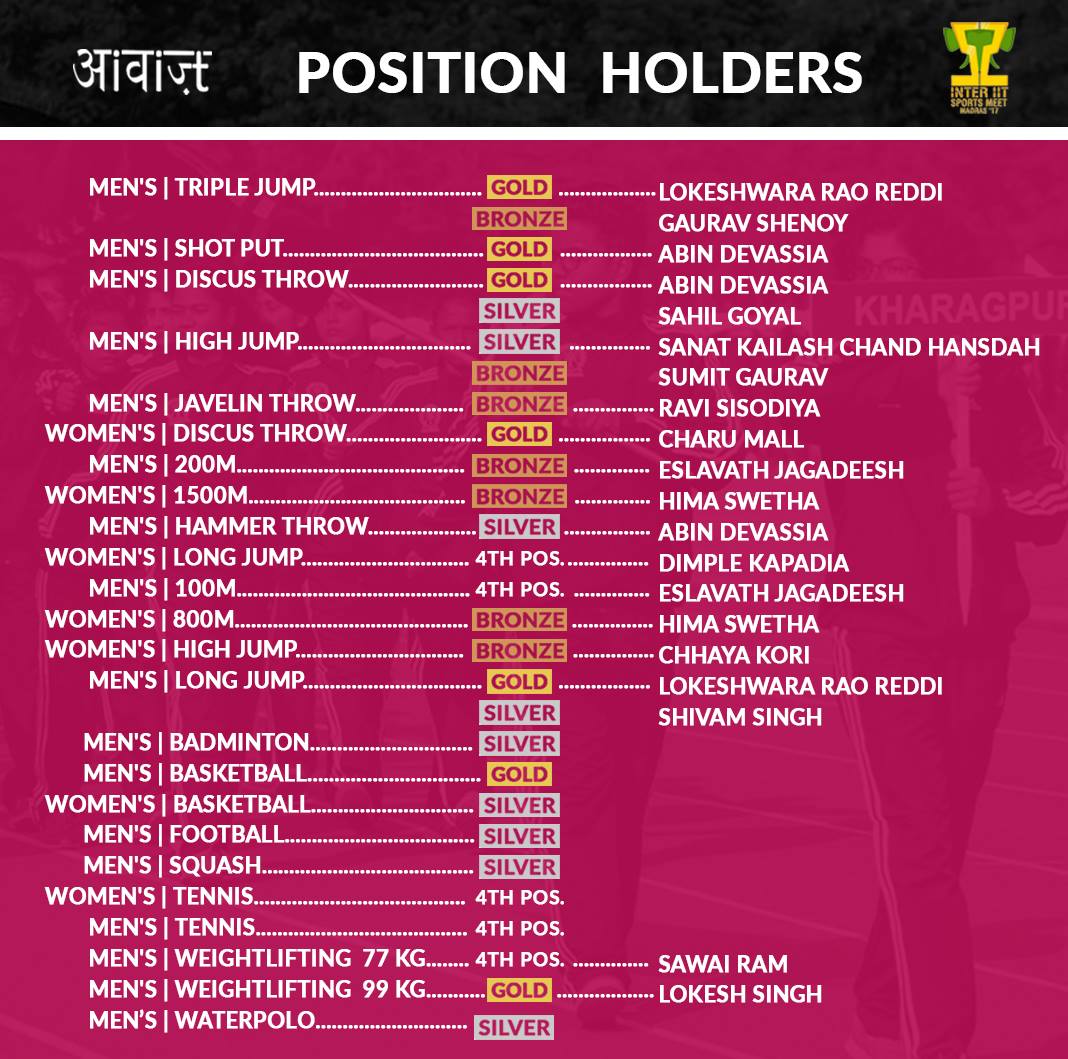 आंवाज़
POSITION HOLDERS
INTER IIT
SPORTS MEET
MADRAS '17
KHARAGPUR
MEN'S | TRIPLE JUMP............................... GOLD .................. LOKESHWARA RAO REDDI
BRONZE GAURAV SHENOY
MEN'S | SHOT PUT..................................... GOLD ................. ABIN DEVASSIA
MEN'S | DISCUS THROW......................... GOLD ................. ABIN DEVASSIA
SILVER SAHIL GOYAL
MEN'S | HIGH JUMP................................ SILVER ............... SANAT KAILASH CHAND HANSDAH
BRONZE SUMIT GAURAV
MEN'S | JAVELIN THROW.................... BRONZE ............... RAVI SISODIYA
WOMEN'S | DISCUS THROW......................... GOLD ................. CHARU MALL
MEN'S | 200M........................................... BRONZE .............. ESLAVATH JAGADEESH
WOMEN'S | 1500M......................................... BRONZE .............. HIMA SWETHA
MEN'S | HAMMER THROW.................... SILVER ................ ABIN DEVASSIA
WOMEN'S | LONG JUMP............................... 4TH POS. ............... DIMPLE KAPADIA
MEN'S | 100M........................................... 4TH POS. .............. ESLAVATH JAGADEESH
WOMEN'S | 800M............................................ BRONZE ............... HIMA SWETHA
WOMEN'S | HIGH JUMP............................... BRONZE ............... CHHAYA KORI
MEN'S | LONG JUMP................................. GOLD ................. LOKESHWARA RAO REDDI
SILVER SHIVAM SINGH
MEN'S | BADMINTON.............................. SILVER
MEN'S | BASKETBALL................................ GOLD
WOMEN'S | BASKETBALL.............................. SILVER
MEN'S | FOOTBALL................................... SILVER
MEN'S | SQUASH....................................... SILVER
WOMEN'S | TENNIS....................................... 4TH POS.
MEN'S | TENNIS....................................... 4TH POS.
MEN'S | WEIGHTLIFTING 77 KG........ 4TH POS. .............. SAWAI RAM
MEN'S | WEIGHTLIFTING 99 KG........... GOLD .................. LOKESH SINGH
MEN’S | WATERPOLO............................ SILVER